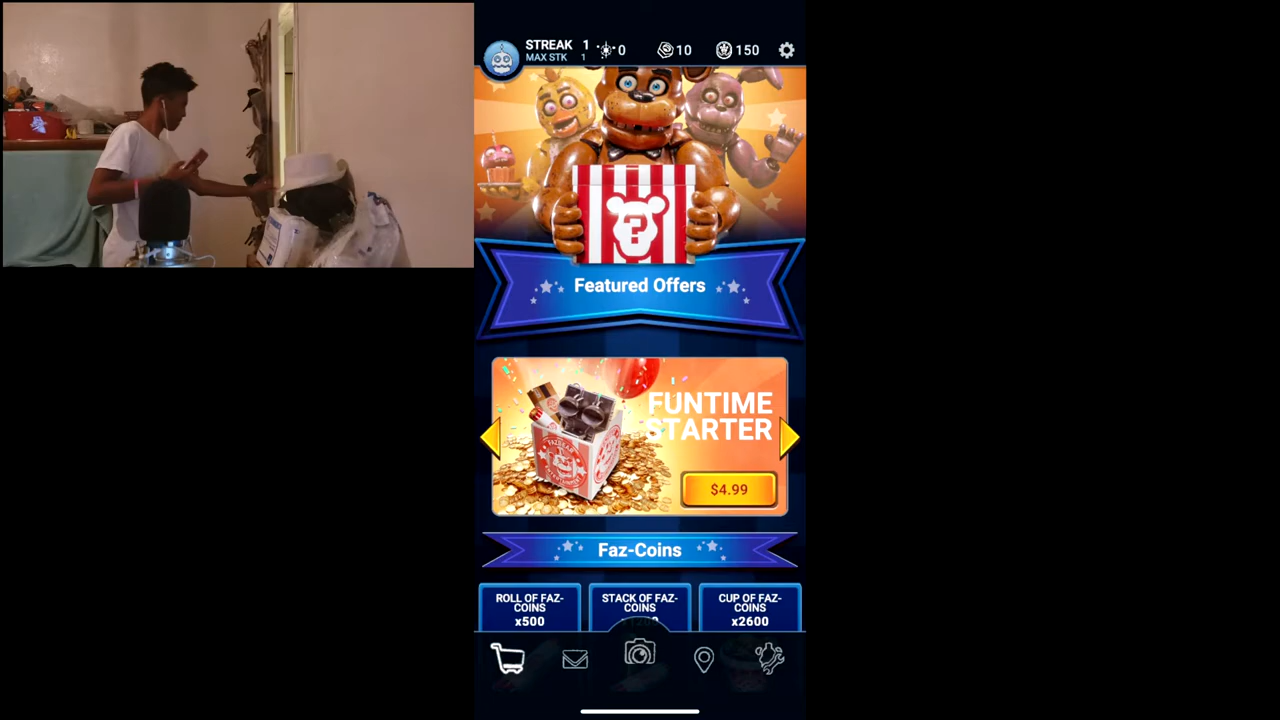 STREAK 1
MAX STK 1
0
10
150
?
Featured Offers
FUNTIME
STARTER
$4.99
Faz-Coins
ROLL OF FAZ-
COINS
x500
STACK OF FAZ-
COINS
CUP OF FAZ-
COINS
x2600